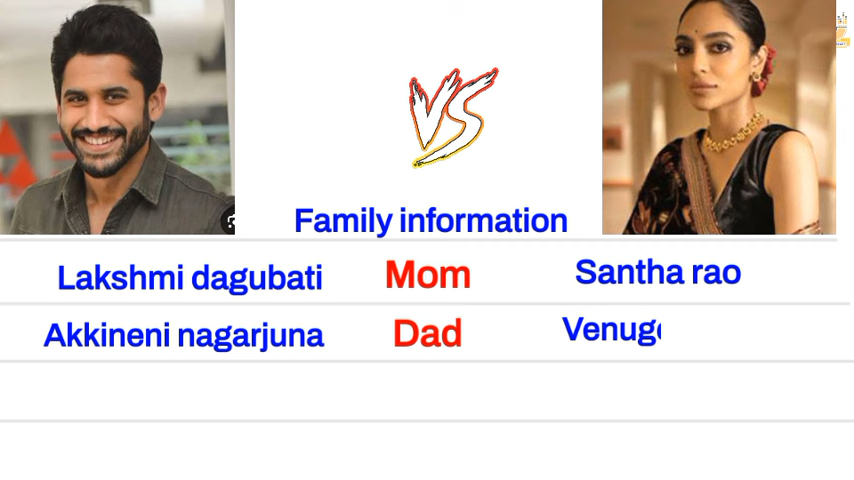 VS
Family information
Lakshmi dagubati Mom Santha rao
Akkineni nagarjuna Dad